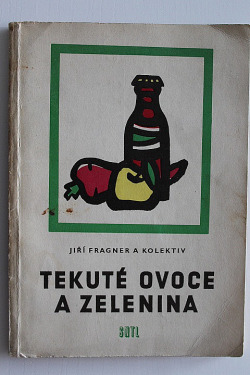 JIŘÍ FRAGNER A KOLEKTIV
TEKUTÉ OVOCE
A ZELENINA
SNTL